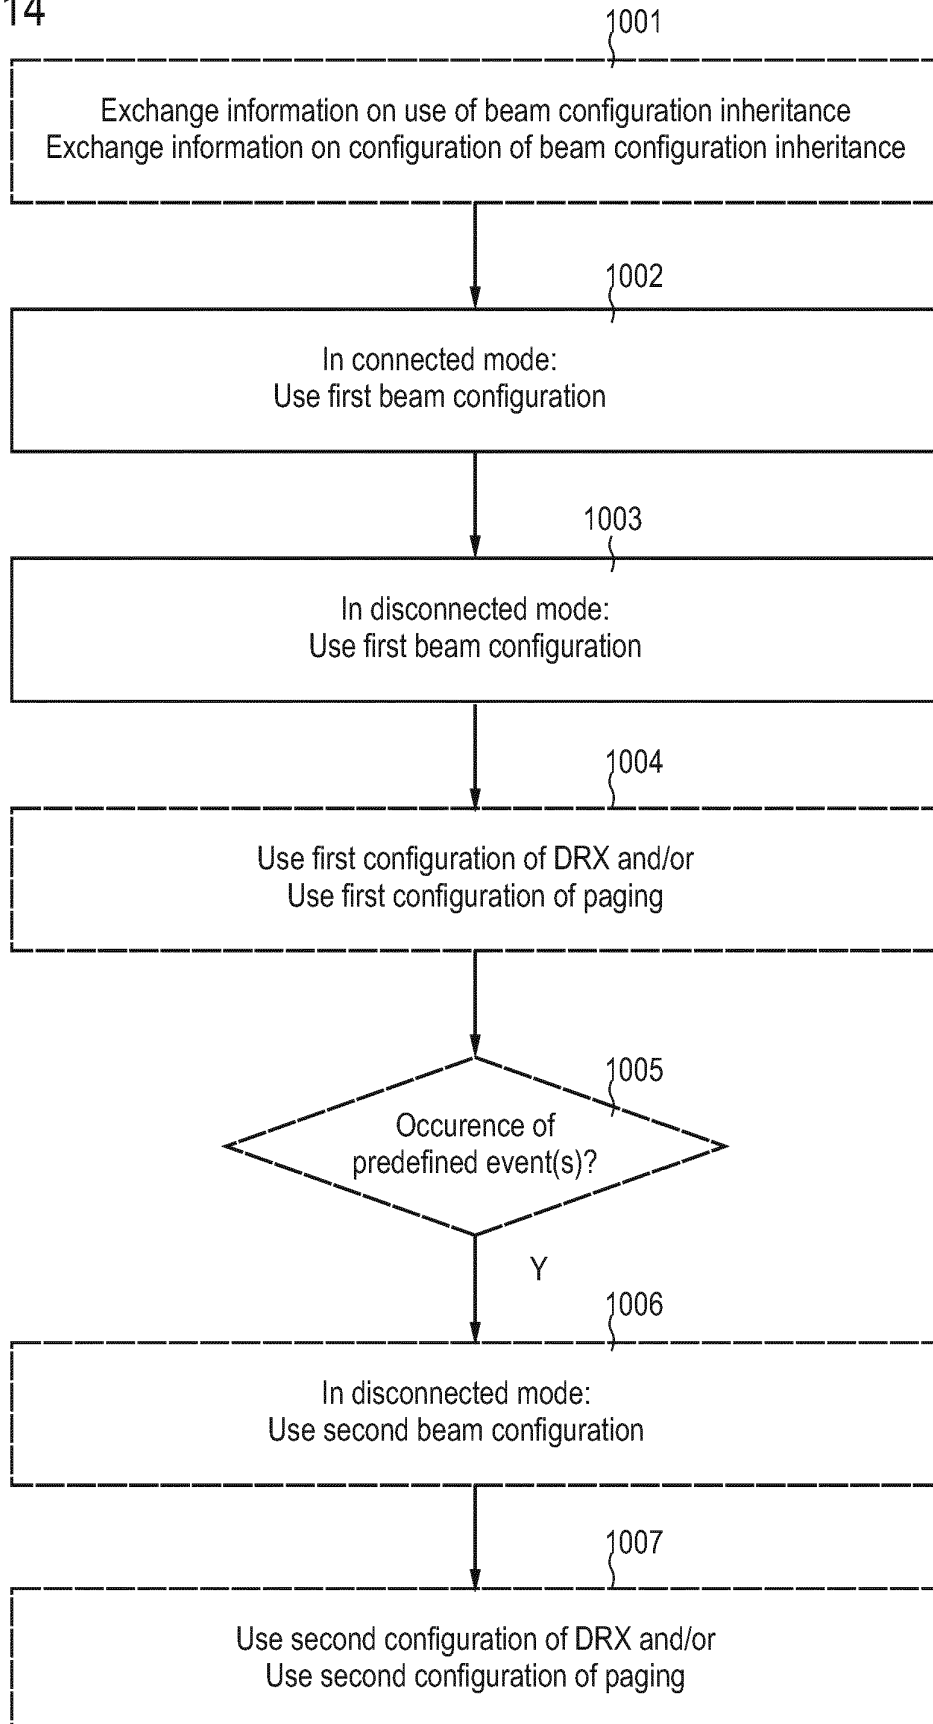 14
1001
Exchange information on use of beam configuration inheritance
Exchange information on configuration of beam configuration inheritance
1002
In connected mode:
Use first beam configuration
1003
In disconnected mode:
Use first beam configuration
1004
Use first configuration of DRX and/or
Use first configuration of paging
1005
Occurence of
predefined event(s)?
Y
1006
In disconnected mode:
Use second beam configuration
1007
Use second configuration of DRX and/or
Use second configuration of paging